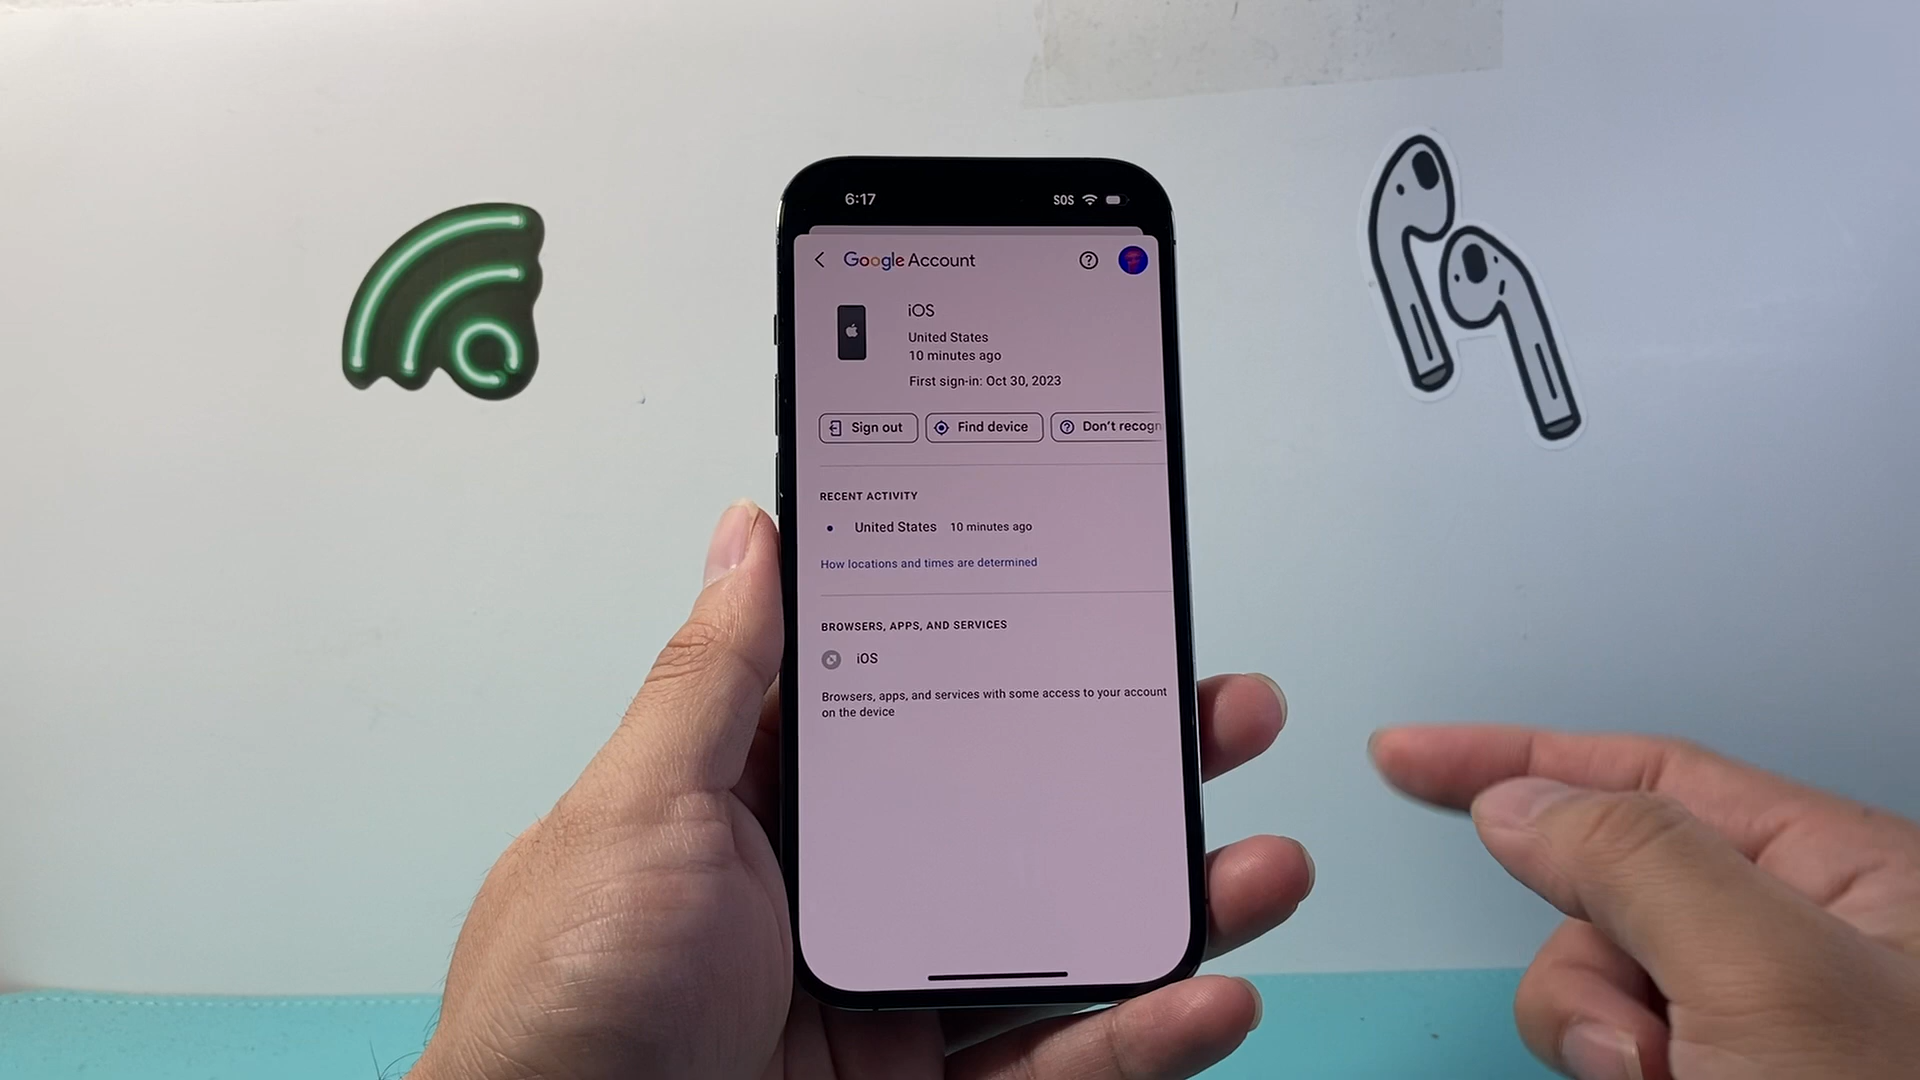 6:17 SOS
Google Account
iOS
United States
10 minutes ago
First sign-in: Oct 30, 2023
Sign out Find device Don't recogn
RECENT ACTIVITY
United States 10 minutes ago
How locations and times are determined
BROWSERS, APPS, AND SERVICES
iOS
Browsers, apps, and services with some access to your account
on the device